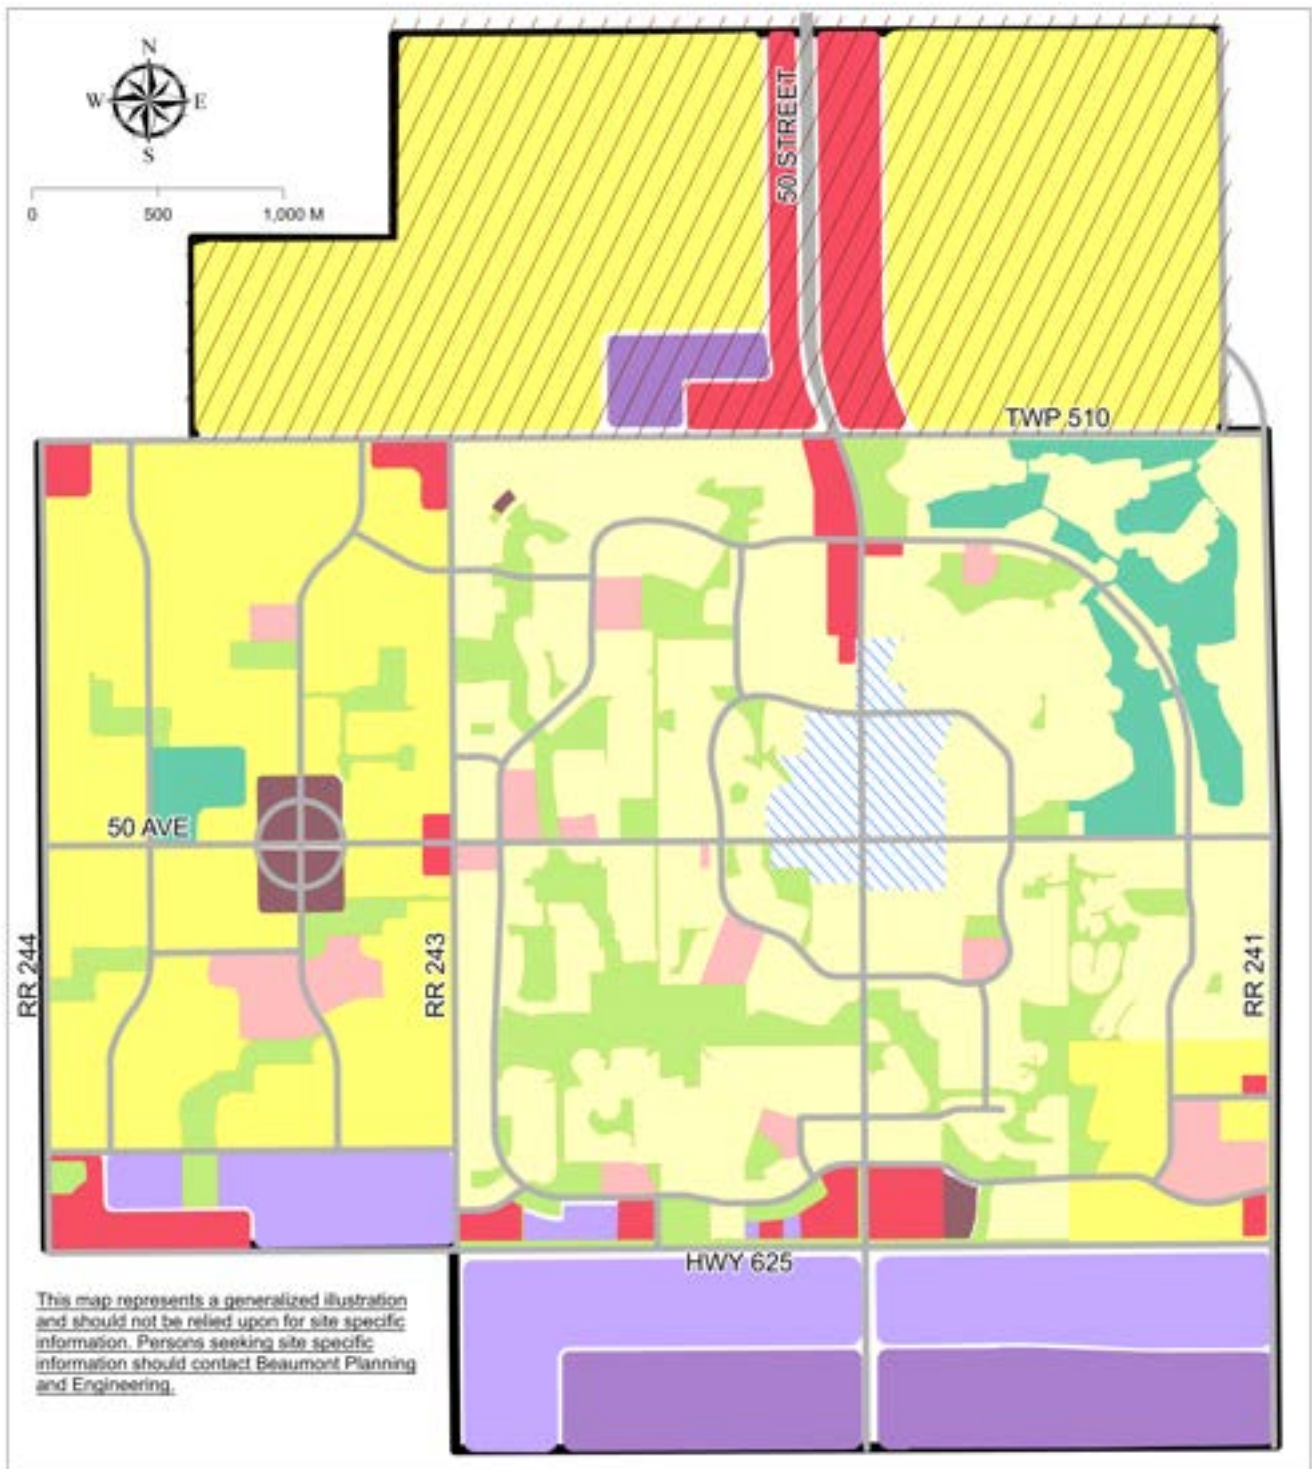 N
W E
S
0 500 1,000 M
50 STREET
TWP 510
50 AVE
RR 244
RR 243
RR 241
HWY 625
This map represents a generalized illustration
and should not be relied upon for site specific
information. Persons seeking site specific
information should contact Beaumont Planning
and Engineering.